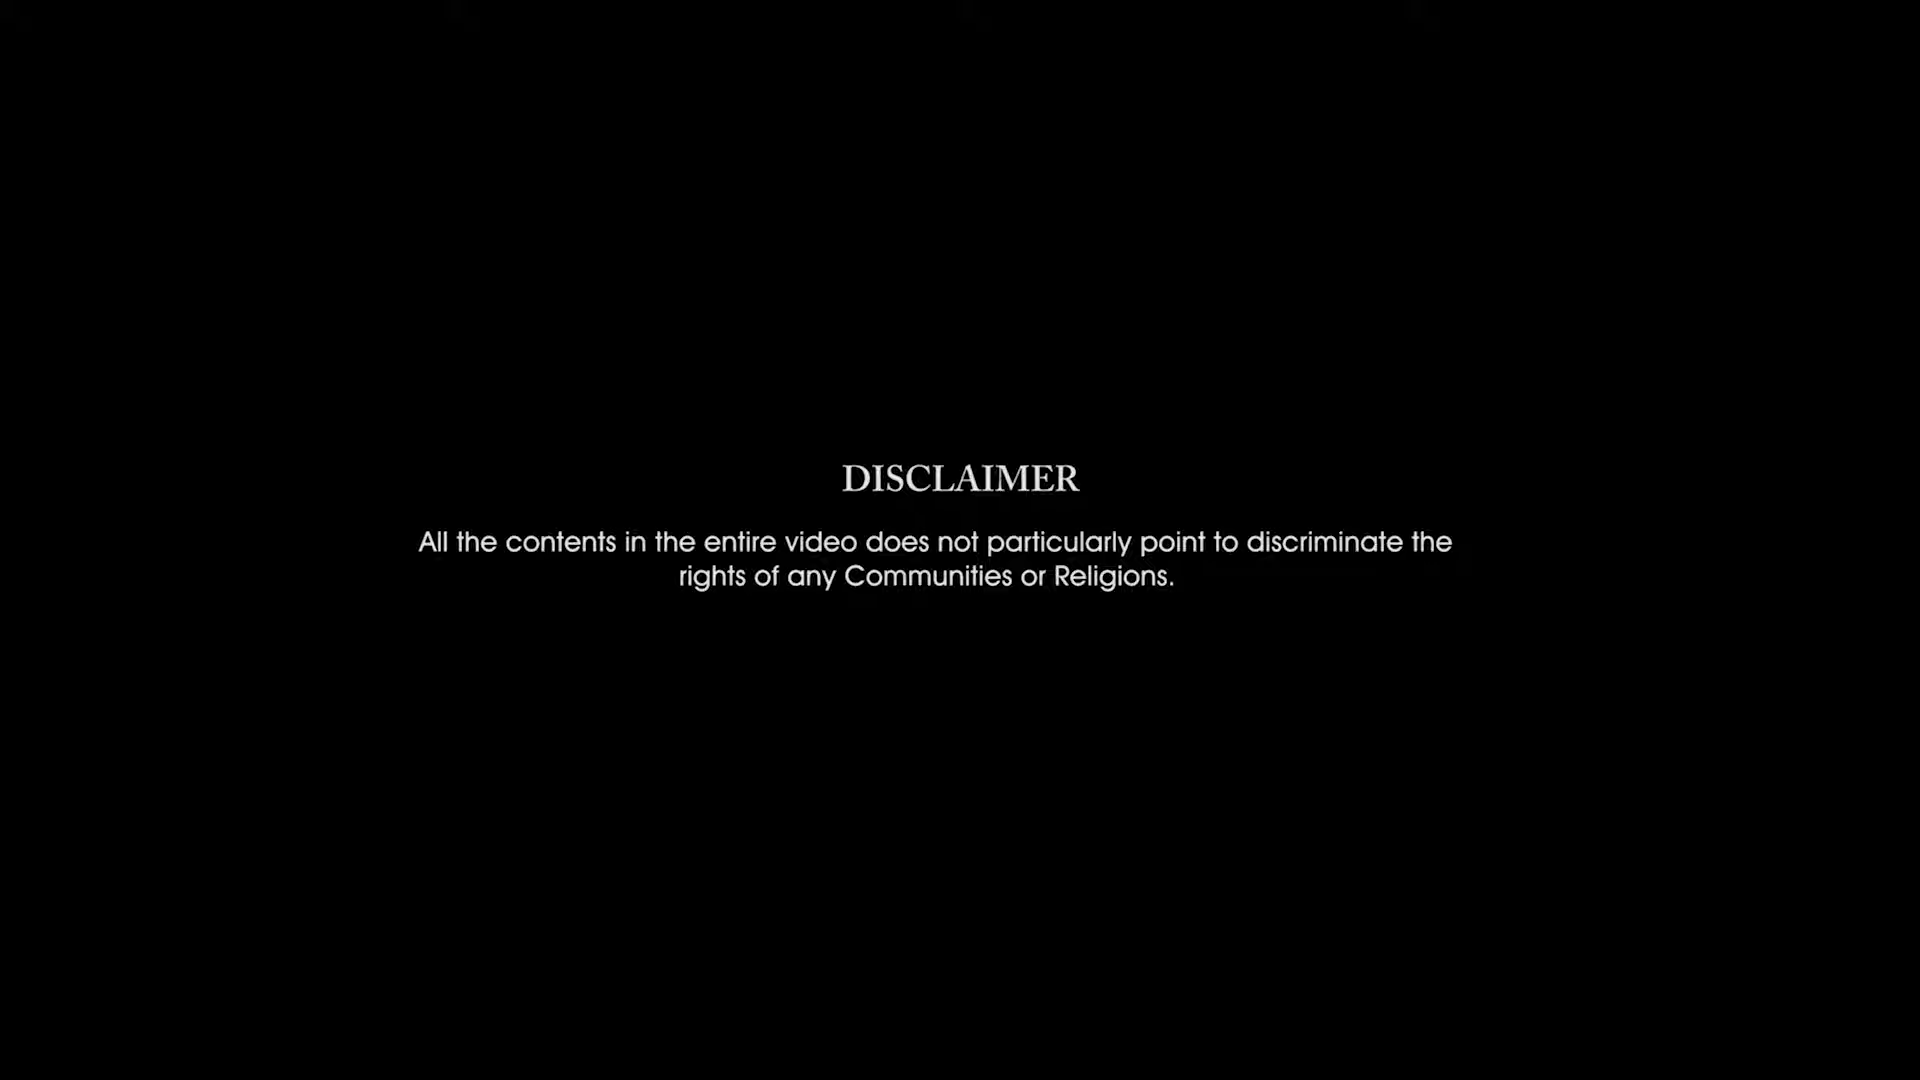 DISCLAIMER
All the contents in the entire video does not particularly point to discriminate the
rights of any Communities or Religions.